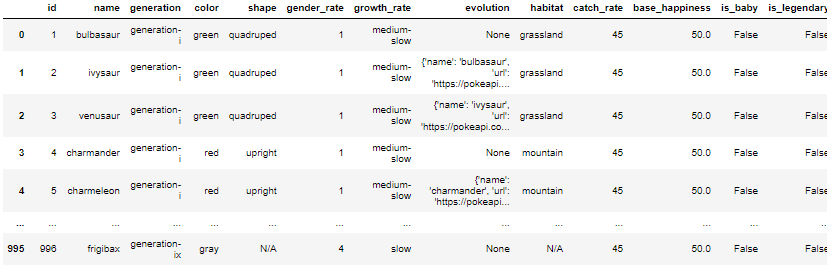 id name generation color shape gender_rate growth_rate evolution habitat catch_rate base_happiness is_baby is_legendary
0 1 bulbasaur generation-i green quadruped 1 medium-slow None grassland 45 50.0 False False
1 2 ivysaur generation-i green quadruped 1 medium-slow {'name': 'bulbasaur', 'url': 'https://pokeapi.... grassland 45 50.0 False False
2 3 venusaur generation-i green quadruped 1 medium-slow {'name': 'ivysaur', 'url': 'https://pokeapi.co... grassland 45 50.0 False False
3 4 charmander generation-i red upright 1 medium-slow None mountain 45 50.0 False False
4 5 charmeleon generation-i red upright 1 medium-slow {'name': 'charmander', 'url': 'https://pokeapi... mountain 45 50.0 False False
... ... ... ... ... ... ... ... ... ... ... ... ... ...
995 996 frigibax generation-ix gray N/A 4 slow None N/A 45 50.0 False False